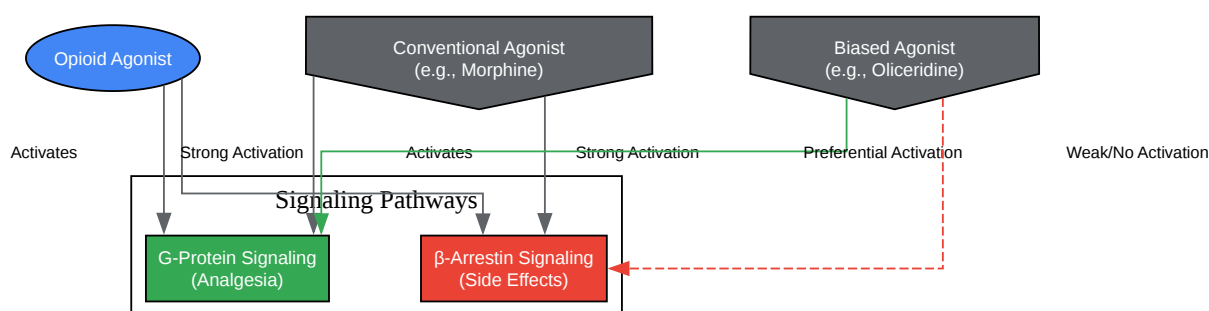 Opioid Agonist
Conventional Agonist
(e.g., Morphine)
Biased Agonist
(e.g., Oliceridine)
Activates
Strong Activation
Activates
Strong Activation
Preferential Activation
Weak/No Activation
Signaling Pathways
G-Protein Signaling
(Analgesia)
β-Arrestin Signaling
(Side Effects)